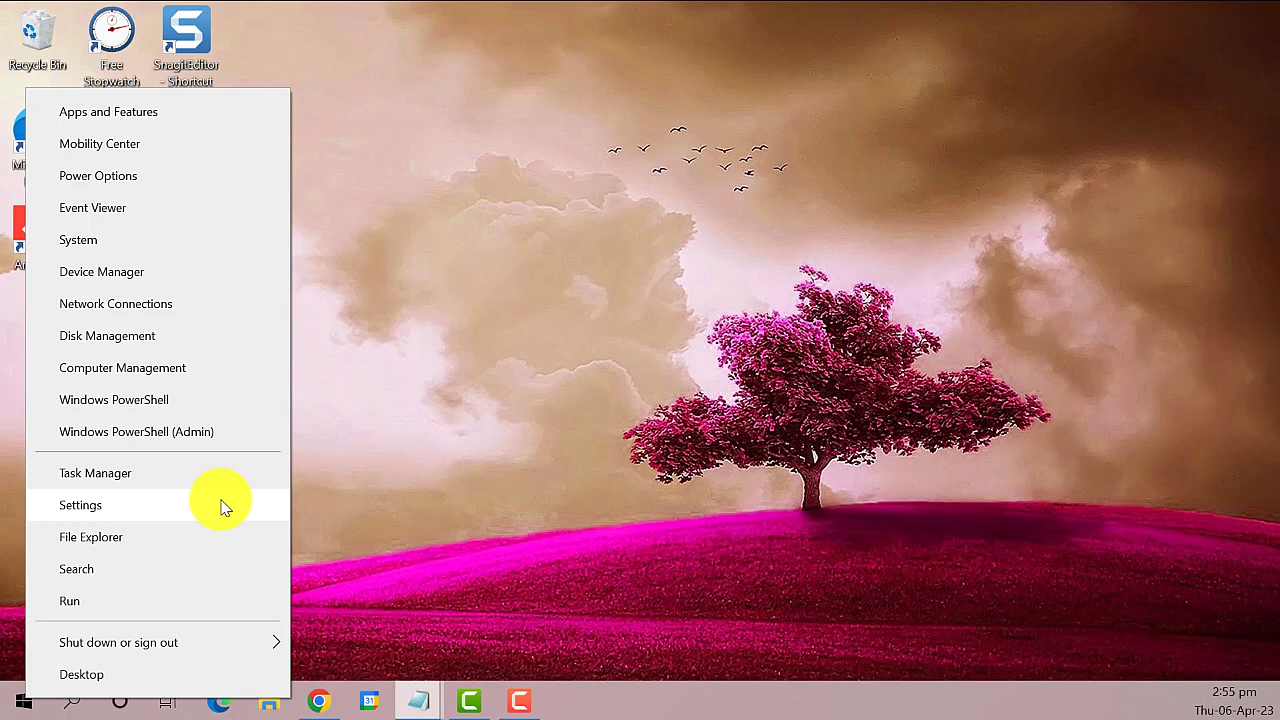 Recycle Bin
Free
Stopwatch
SnagitEditor
- Shortcut
Apps and Features
Mobility Center
Power Options
Event Viewer
System
Device Manager
Network Connections
Disk Management
Computer Management
Windows PowerShell
Windows PowerShell (Admin)
Task Manager
Settings
File Explorer
Search
Run
Shut down or sign out
Desktop
31
2:55 pm
Thu-06-Apr-23